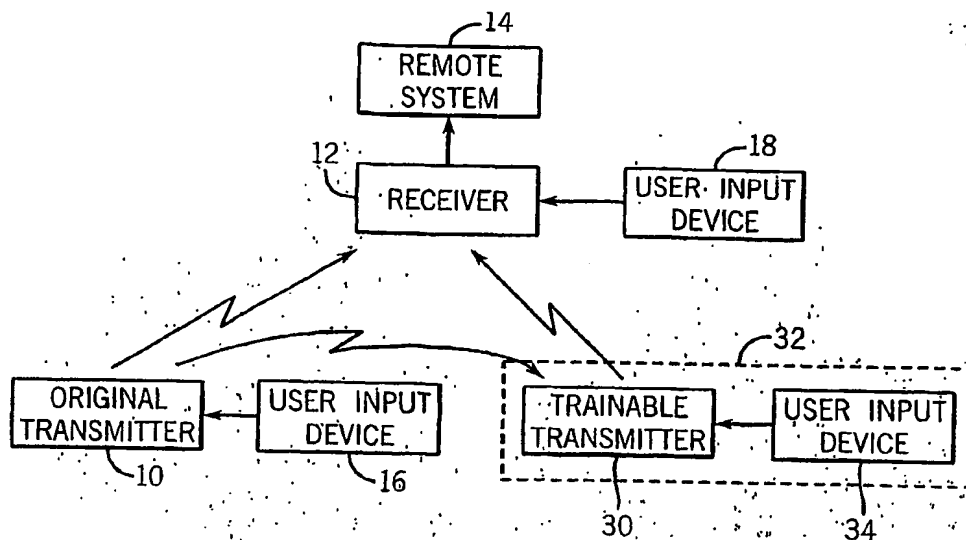 14
REMOTE
SYSTEM
12
RECEIVER
18
USER INPUT
DEVICE
32
ORIGINAL
TRANSMITTER
10
USER INPUT
DEVICE
16
TRAINABLE
TRANSMITTER
30
USER INPUT
DEVICE
34